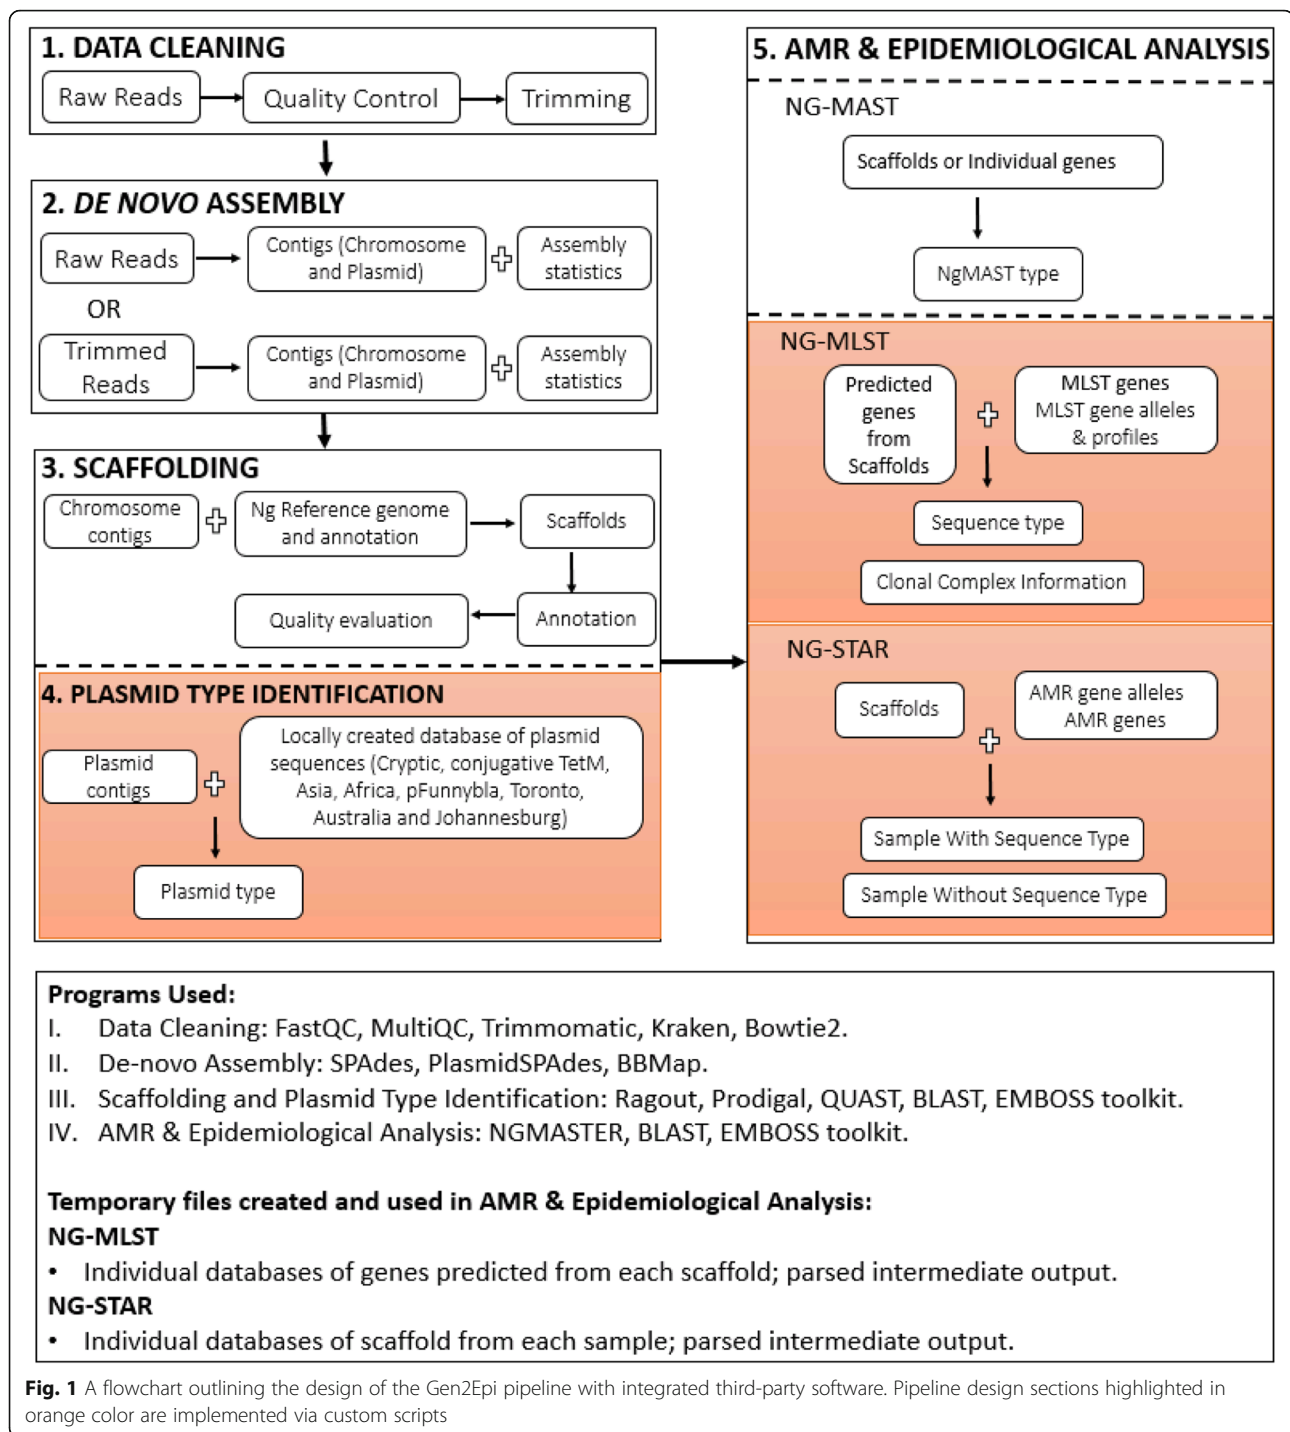 1. DATA CLEANING
Raw Reads
Quality Control
Trimming
2. DE NOVO ASSEMBLY
Raw Reads
Contigs (Chromosome
and Plasmid)
Assembly
statistics
OR
Trimmed
Reads
Contigs (Chromosome
and Plasmid)
Assembly
statistics
3. SCAFFOLDING
Chromosome
contigs
Ng Reference genome
and annotation
Scaffolds
Quality evaluation
Annotation
4. PLASMID TYPE IDENTIFICATION
Plasmid
contigs
Locally created database of plasmid
sequences (Cryptic, conjugative TetM,
Asia, Africa, pFunnybla, Toronto,
Australia and Johannesburg)
Plasmid type
5. AMR & EPIDEMIOLOGICAL ANALYSIS
NG-MAST
Scaffolds or Individual genes
NgMAST type
NG-MLST
Predicted
genes
from
Scaffolds
MLST genes
MLST gene alleles
& profiles
Sequence type
Clonal Complex Information
NG-STAR
Scaffolds
AMR gene alleles
AMR genes
Sample With Sequence Type
Sample Without Sequence Type
Programs Used:
I. Data Cleaning: FastQC, MultiQC, Trimmomatic, Kraken, Bowtie2.
II. De-novo Assembly: SPAdes, PlasmidSPAdes, BBMap.
III. Scaffolding and Plasmid Type Identification: Ragout, Prodigal, QUAST, BLAST, EMBOSS toolkit.
IV. AMR & Epidemiological Analysis: NGMASTER, BLAST, EMBOSS toolkit.
Temporary files created and used in AMR & Epidemiological Analysis:
NG-MLST
• Individual databases of genes predicted from each scaffold; parsed intermediate output.
NG-STAR
• Individual databases of scaffold from each sample; parsed intermediate output.
Fig. 1 A flowchart outlining the design of the Gen2Epi pipeline with integrated third-party software. Pipeline design sections highlighted in
orange color are implemented via custom scripts